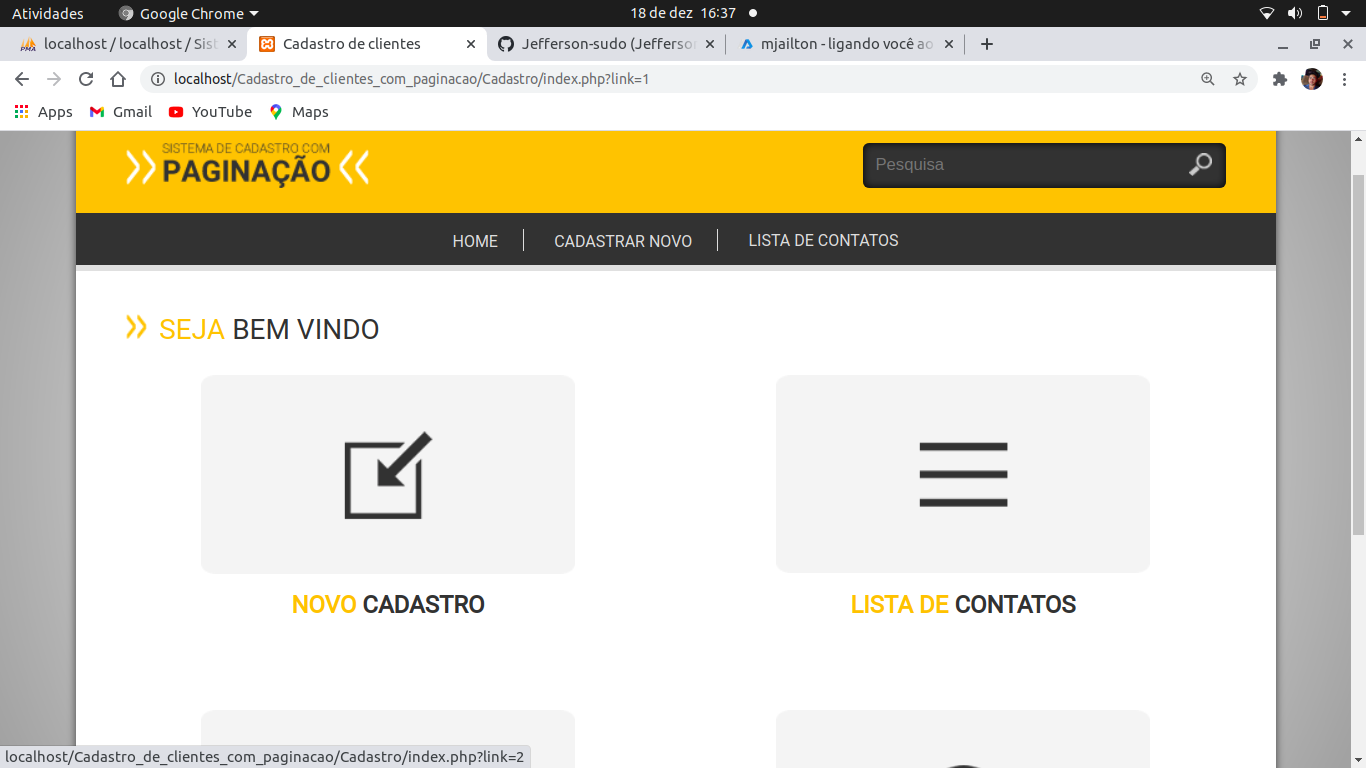 Atividades Google Chrome 18 de dez 16:37
localhost / localhost / Sist Cadastro de clientes Jefferson-sudo (Jefferso mjailton - ligando você ao
localhost/Cadastro_de_clientes_com_paginacao/Cadastro/index.php?link=1
Apps Gmail YouTube Maps
SISTEMA DE CADASTRO COM
PAGINAÇÃO
Pesquisa
HOME CADASTRAR NOVO LISTA DE CONTATOS
SEJA BEM VINDO
NOVO CADASTRO LISTA DE CONTATOS
localhost/Cadastro_de_clientes_com_paginacao/Cadastro/index.php?link=2